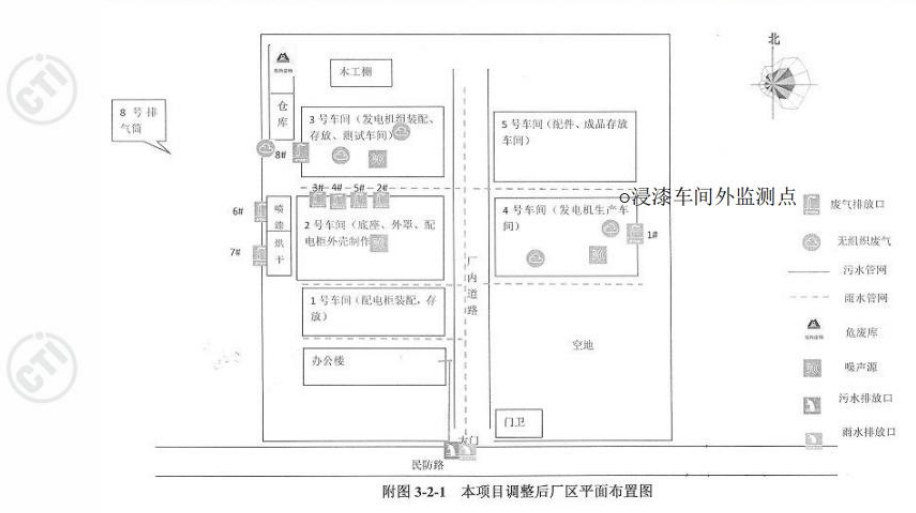 CTI
北
木工棚
仓
库
8 号排
气筒
3 号车间（发电机组装配、
存放、测试车间）
5 号车间（配件、成品存放
车间）
8#
3# 4# 5# 2#
浸漆车间外监测点
废气排放口
6#
喷
漆
烘
干
2 号车间（底座、外罩、配
电柜外壳制作
4 号车间（发电机生产车
间）
1#
7#
无组织废气
厂
内
道
路
污水管网
雨水管网
1 号车间（配电柜装配，存
放）
危废库
空地
CTI
办公楼
噪声源
污水排放口
门卫
雨水排放口
大门
民防路
附图 3-2-1 本项目调整后厂区平面布置图